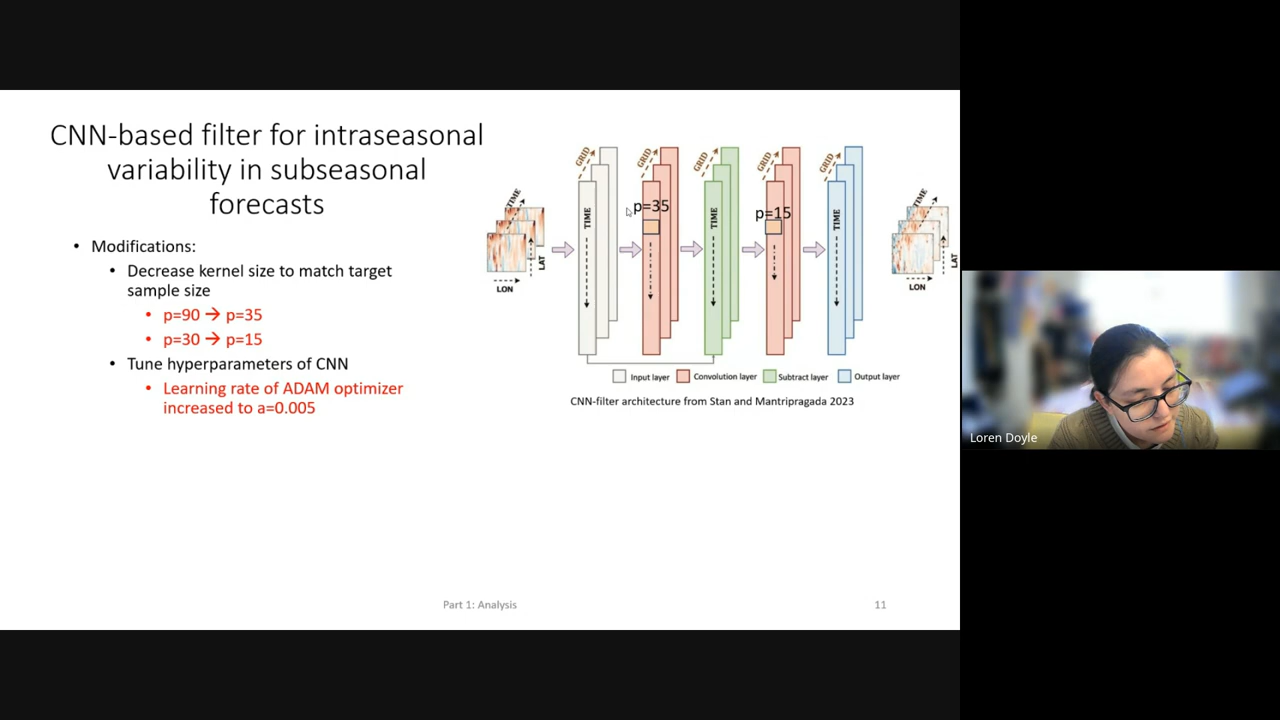 CNN-based filter for intraseasonal
variability in subseasonal
forecasts
• Modifications:
• Decrease kernel size to match target
sample size
• p=90 → p=35
• p=30 → p=15
• Tune hyperparameters of CNN
• Learning rate of ADAM optimizer
increased to a=0.005
TIME
LAT
LON
GRID
TIME
GRID
p=35
GRID
TIME
GRID
p=15
GRID
TIME
TIME
LAT
LON
Input layer
Convolution layer
Subtract layer
Output layer
CNN-filter architecture from Stan and Mantripragada 2023
Part 1: Analysis
11
Loren Doyle